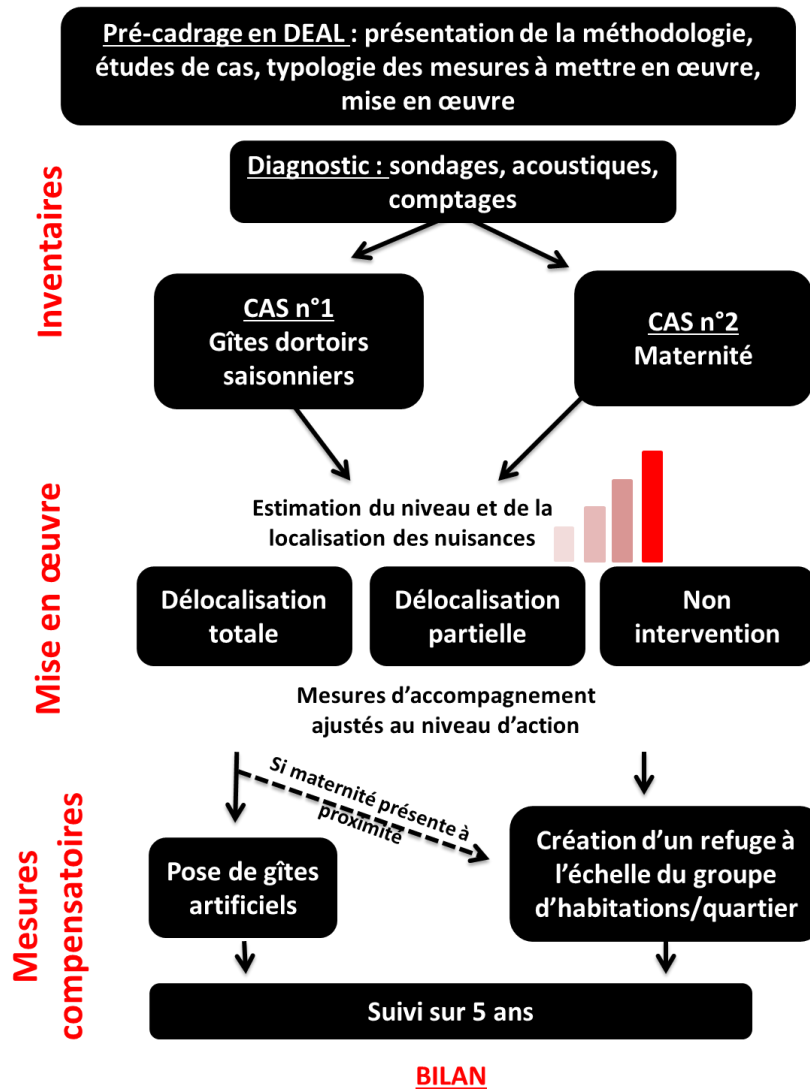 Pré-cadrage en DEAL : présentation de la méthodologie,
études de cas, typologie des mesures à mettre en œuvre,
mise en œuvre
Inventaires
Diagnostic : sondages, acoustiques,
comptages
CAS n°1
Gîtes dortoirs
saisonniers
CAS n°2
Maternité
Mise en œuvre
Estimation du niveau et de la
localisation des nuisances
Délocalisation
totale
Délocalisation
partielle
Non
intervention
Mesures d’accompagnement
ajustés au niveau d’action
Mesures
compensatoires
Si maternité présente à
proximité
Pose de gîtes
artificiels
Création d’un refuge à
l’échelle du groupe
d’habitations/quartier
Suivi sur 5 ans
BILAN